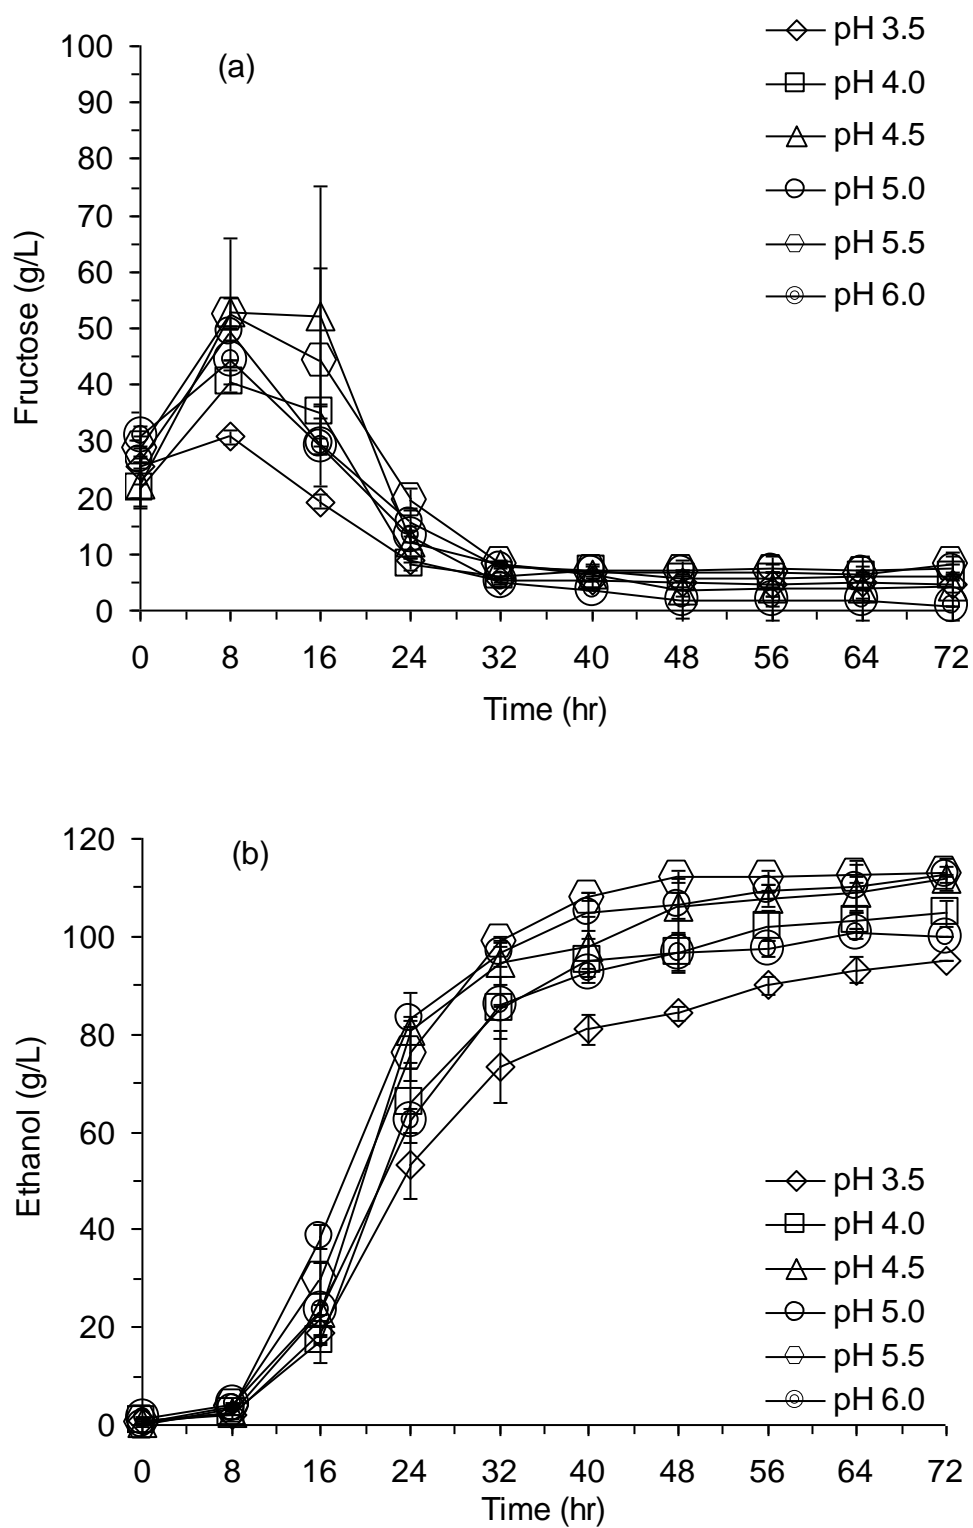 pH 3.5
(a)
pH 4.0
pH 4.5
pH 5.0
pH 5.5
pH 6.0
100
90
80
70
60
50
40
30
20
10
0
Fructose (g/L)
0 8 16 24 32 40 48 56 64 72
Time (hr)
(b)
120
100
80
60
40
20
0
Ethanol (g/L)
pH 3.5
pH 4.0
pH 4.5
pH 5.0
pH 5.5
pH 6.0
0 8 16 24 32 40 48 56 64 72
Time (hr)